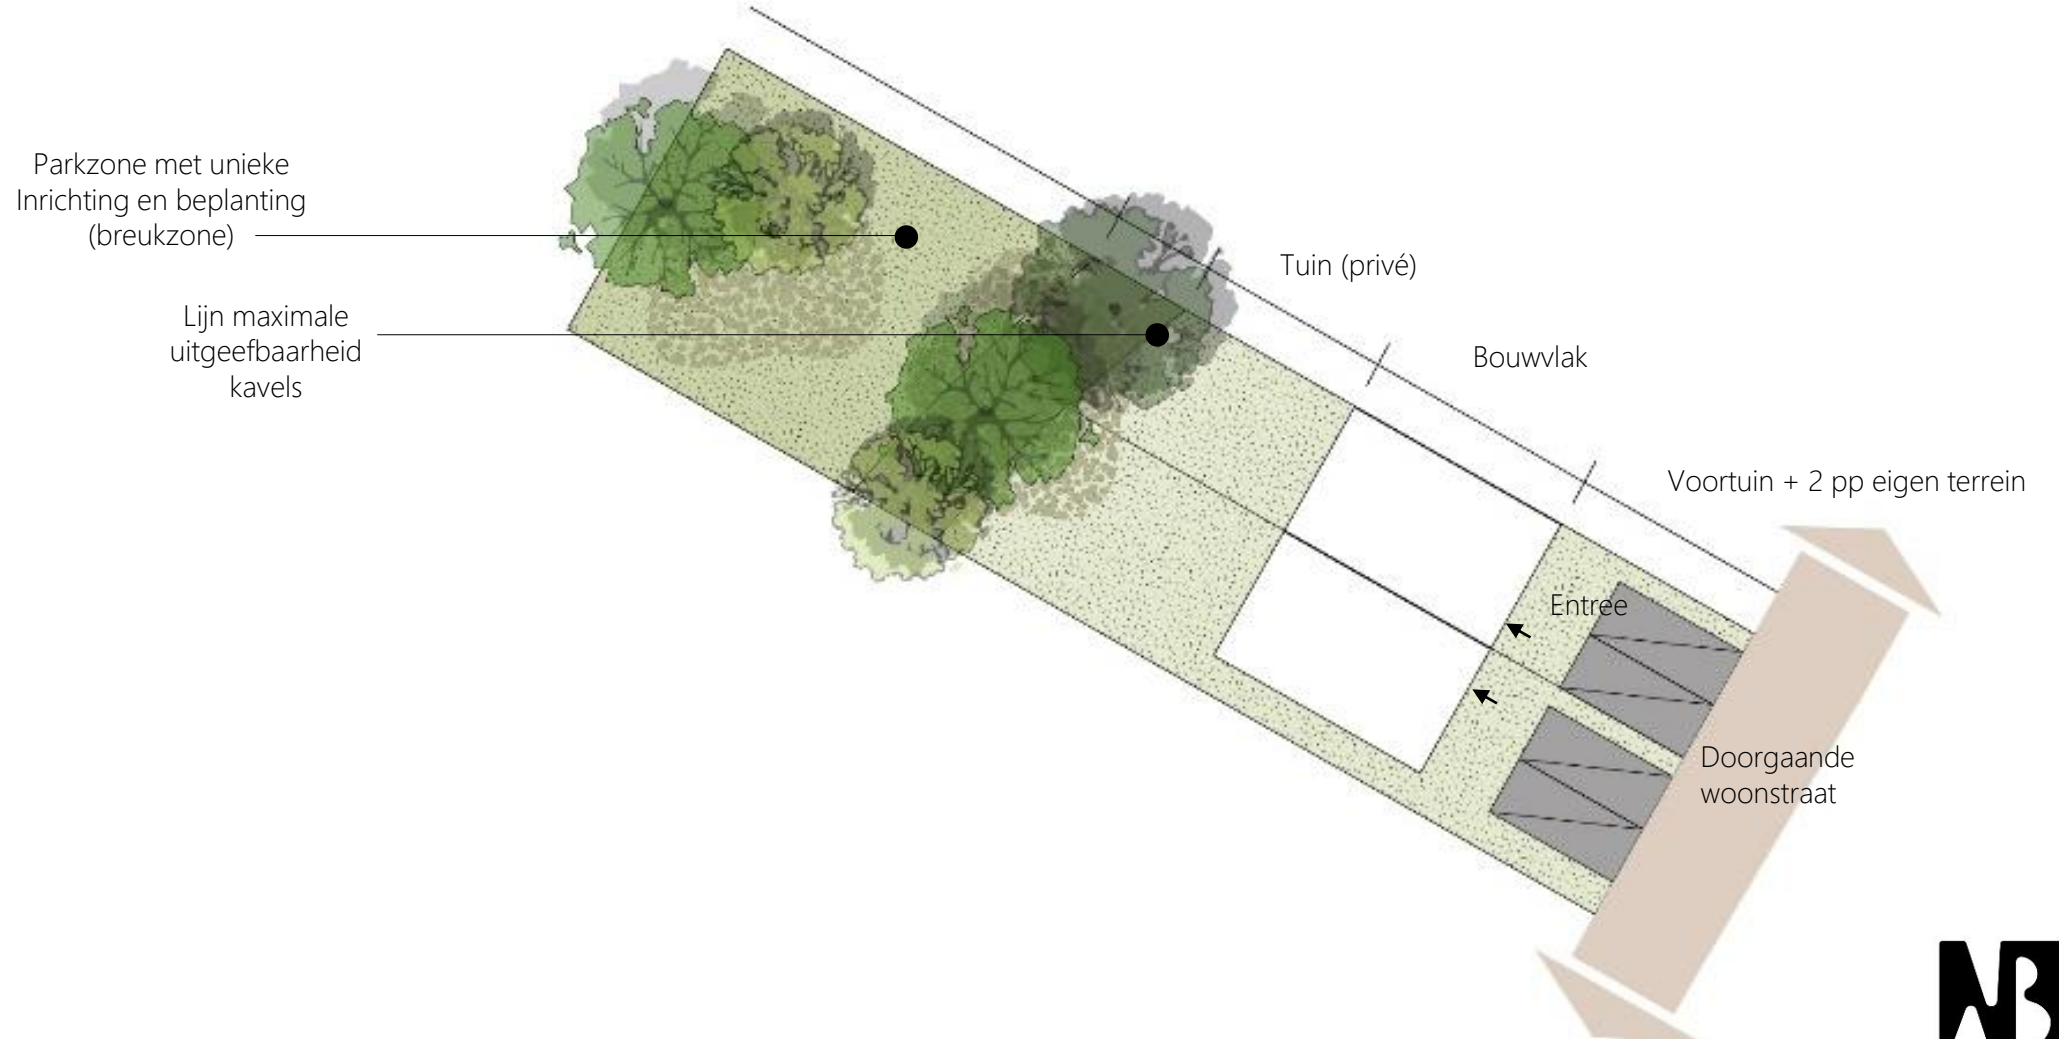 Parkzone met unieke
Inrichting en beplanting
(breukzone)
Lijn maximale
uitgeefbaarheid
kavels
Tuin (privé)
Bouwvlak
Voortuin + 2 pp eigen terrein
Entree
Doorgaande
woonstraat
NB